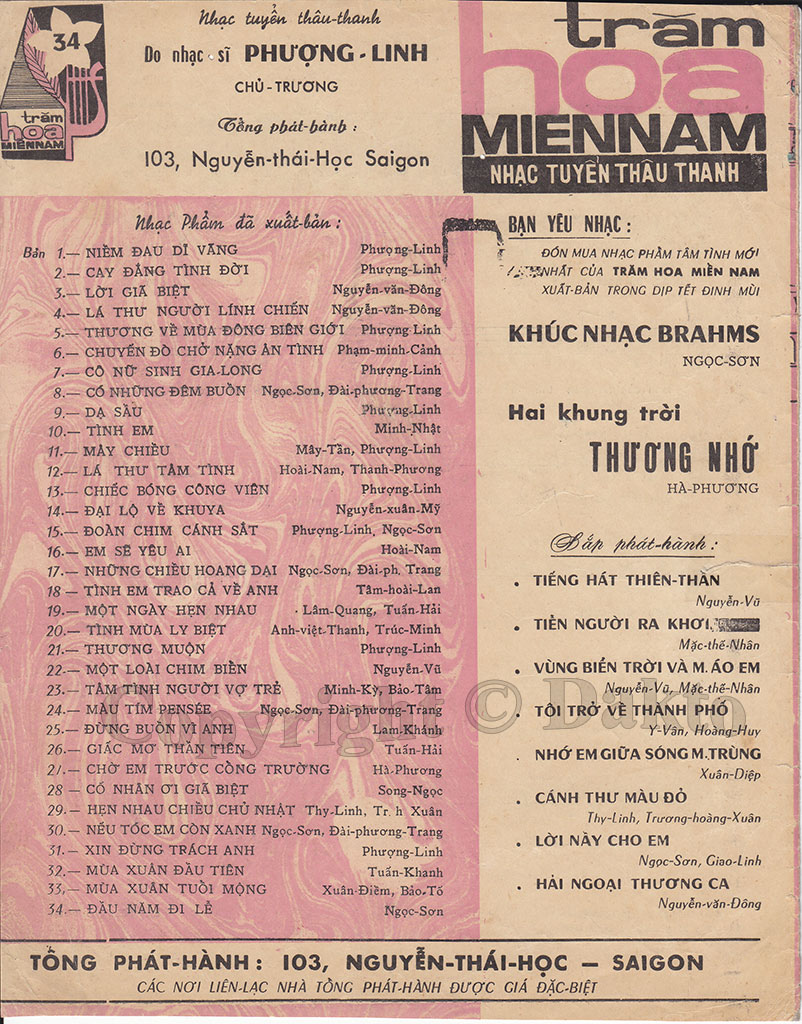 34
trăm
hoa
MIENNAM
Nhạc tuyển thâu-thanh
Do nhạc sĩ PHƯỢNG-LINH
CHỦ-TRƯƠNG
Tổng phát-hành :
103, Nguyễn-thái-Học Saigon
trăm
hoa
MIENNAM
NHẠC TUYỂN THÂU THANH
Nhạc Phẩm đã xuất-bản :
Bản 1.— NIỀM ĐAU DĨ VÃNG Phượng-Linh
2.— CAY ĐẮNG TÌNH ĐỜI Phượng-Linh
3.— LỜI GIÃ BIỆT Nguyễn-văn-Đông
4.— LÁ THƯ NGƯỜI LÍNH CHIẾN Nguyễn-văn-Đông
5.— THƯƠNG VỀ MÙA ĐÔNG BIÊN GIỚI Phượng-Linh
6.— CHUYẾN ĐÒ CHỞ NẶNG ÂN TÌNH Phạm-minh-Cảnh
7.— CÔ NỮ SINH GIA-LONG Phượng-Linh
8.— CÓ NHỮNG ĐÊM BUỒN Ngọc-Sơn, Đài-phương-Trang
9.— DẠ SẦU Phượng-Linh
10.— TÌNH EM Minh-Nhật
11.— MÂY CHIỀU Mây-Tần, Phượng-Linh
12.— LÁ THƯ TÂM TÌNH Hoài-Nam, Thanh-Phương
13.— CHIẾC BÓNG CÔNG VIÊN Phượng-Linh
14.— ĐẠI LỘ VỀ KHUYA Nguyễn-xuân-Mỹ
15.— ĐOÀN CHIM CÁNH SẮT Phượng-Linh, Ngọc-Sơn
16.— EM SẼ YÊU AI Hoài-Nam
17.— NHỮNG CHIỀU HOANG DẠI Ngọc-Sơn, Đài-ph. Trang
18 — TÌNH EM TRAO CẢ VỀ ANH Tâm-hoài-Lan
19.— MỘT NGÀY HẸN NHAU Lâm-Quang, Tuấn-Hải
20.— TÌNH MÙA LY BIỆT Anh-việt-Thanh, Trúc-Minh
21.— THƯƠNG MUỘN Phượng-Linh
22.— MỘT LOÀI CHIM BIỂN Nguyễn-Vũ
23.— TÂM TÌNH NGƯỜI VỢ TRẺ Minh-Kỳ, Bảo-Tâm
24.— MÀU TÍM PENSÉE Ngọc-Sơn, Đài-phương-Trang
25.— ĐỪNG BUỒN VÌ ANH Lam-Khánh
26.— GIẤC MƠ THẦN TIÊN Tuấn-Hải
27.— CHỜ EM TRƯỚC CỔNG TRƯỜNG Hà-Phương
28 — CÓ NHÂN ƠI GIÃ BIỆT Song-Ngọc
29.— HẸN NHAU CHIỀU CHỦ NHẬT Thy-Linh, Tr. h Xuân
30.— NẾU TÓC EM CÒN XANH Ngọc-Sơn, Đài-phương-Trang
31.— XIN ĐỪNG TRÁCH ANH Phượng-Linh
32.— MÙA XUÂN ĐẦU TIÊN Tuấn-Khanh
33.— MÙA XUÂN TUỔI MỘNG Xuân-Điềm, Bảo-Tố
34.— ĐẦU NĂM ĐI LỄ Ngọc-Sơn
BẠN YÊU NHẠC :
ĐÓN MUA NHẠC PHẨM TÂM TÌNH MỚI
NHẤT CỦA TRĂM HOA MIỀN NAM
XUẤT-BẢN TRONG DỊP TẾT ĐINH MÙI
KHÚC NHẠC BRAHMS
NGỌC-SƠN
Hai khung trời
THƯƠNG NHỚ
HÀ-PHƯƠNG
Sắp phát-hành :
• TIẾNG HÁT THIÊN-THẦN
Nguyễn-Vũ
• TIỄN NGƯỜI RA KHƠI
Mặc-thế-Nhân
• VÙNG BIỂN TRỜI VÀ M. ÁO EM
Nguyễn-Vũ, Mặc-thế-Nhân
• TÔI TRỞ VỀ THÀNH PHỐ
Y-Vân, Hoàng-Huy
NHỚ EM GIỮA SÓNG M.TRÙNG
Xuân-Diệp
• CÁNH THƯ MÀU ĐỎ
Thy-Linh, Trương-hoàng-Xuân
• LỜI NÀY CHO EM
Ngọc-Sơn, Giao-Linh
• HẢI NGOẠI THƯƠNG CA
Nguyễn-văn-Đông
Copyright © Dakto
TỔNG PHÁT-HÀNH : 103, NGUYỄN-THÁI-HỌC — SAIGON
CÁC NƠI LIÊN-LẠC NHÀ TỔNG PHÁT-HÀNH ĐƯỢC GIÁ ĐẶC-BIỆT